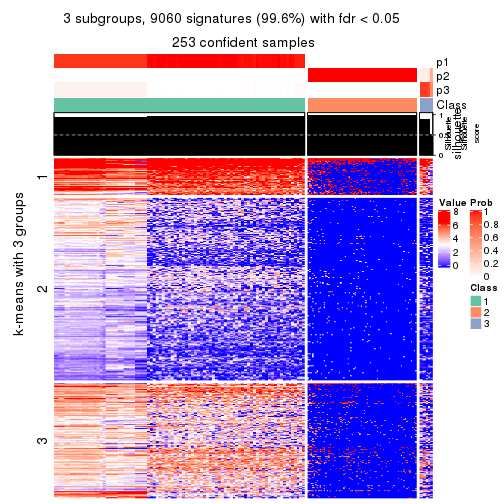 3 subgroups, 9060 signatures (99.6%) with fdr < 0.05
253 confident samples
p1
p2
p3
Class
1
0.5
0
Silhouette
score
silhouette
k-means with 3 groups
1
2
3
Value
8
6
4
2
0
Prob
1
0.8
0.6
0.4
0.2
0
Class
1
2
3